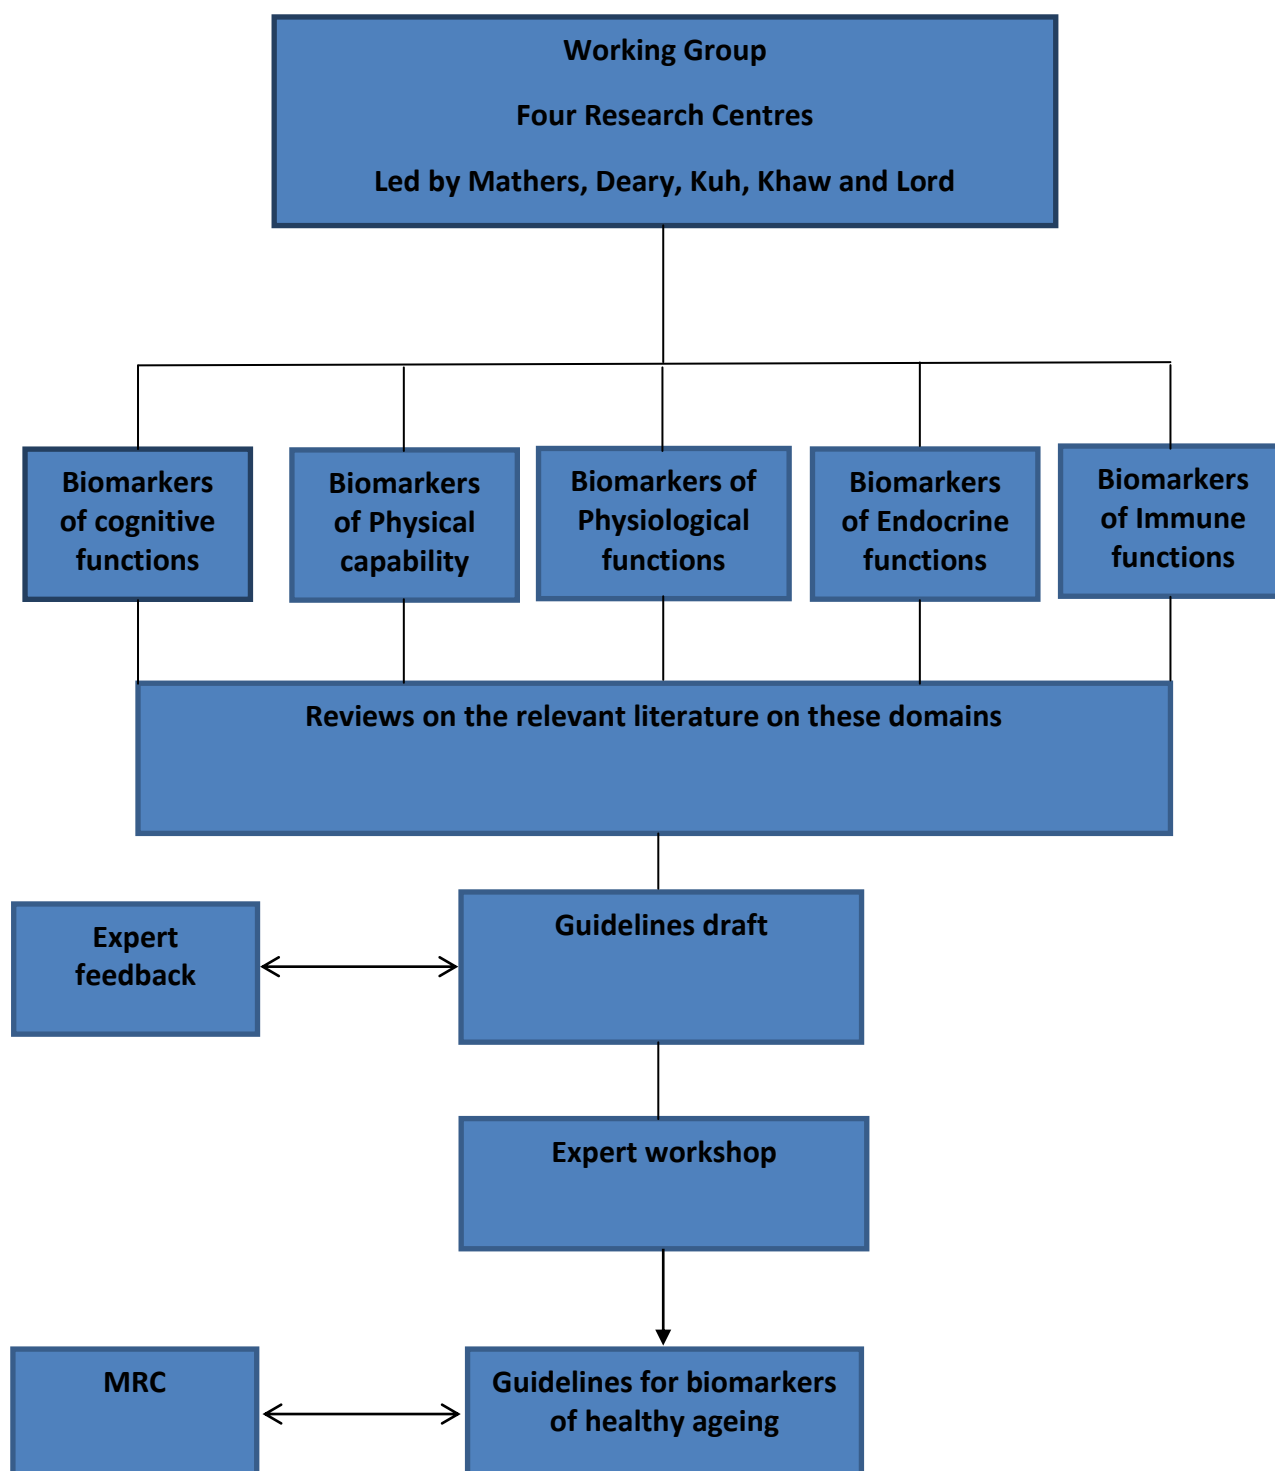 Working Group
Four Research Centres
Led by Mathers, Deary, Kuh, Khaw and Lord
Biomarkers
of cognitive
functions
Biomarkers
of Physical
capability
Biomarkers of
Physiological
functions
Biomarkers
of Endocrine
functions
Biomarkers
of Immune
functions
Reviews on the relevant literature on these domains
Expert
feedback
Guidelines draft
Expert workshop
MRC
Guidelines for biomarkers
of healthy ageing